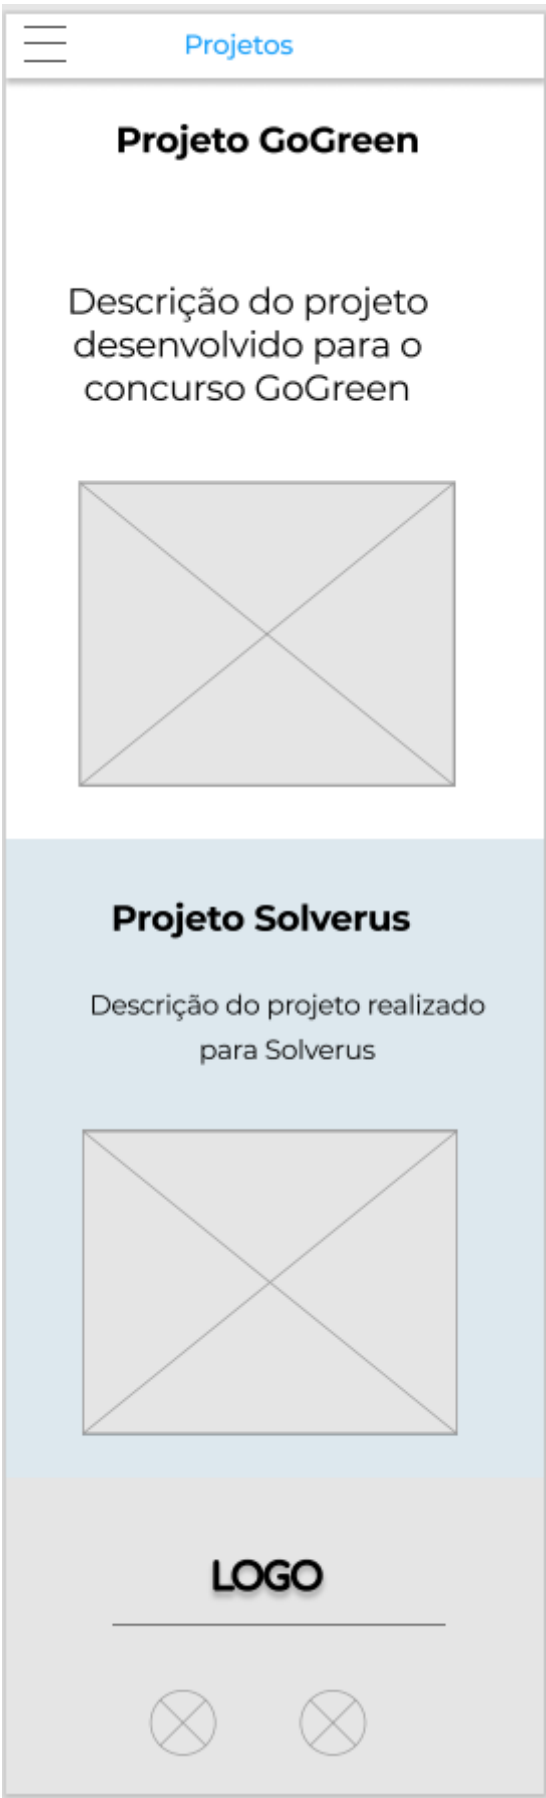 Projetos
Projeto GoGreen
Descrição do projeto
desenvolvido para o
concurso GoGreen
Projeto Solverus
Descrição do projeto realizado
para Solverus
LOGO